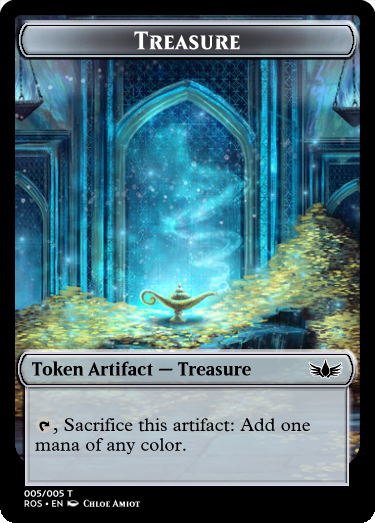 TREASURE
Token Artifact — Treasure
, Sacrifice this artifact: Add one
mana of any color.
005/005 T
ROS • EN CHLOE AMIOT